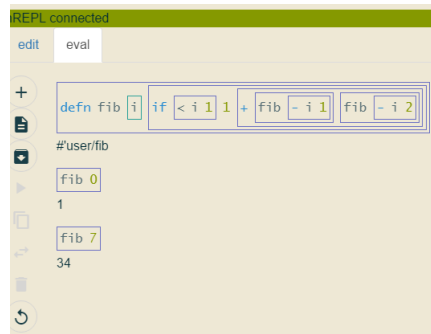 nREPL connected
edit eval
defn fib i if < i 1 1 + fib - i 1 fib - i 2
#'user/fib
fib 0
1
fib 7
34